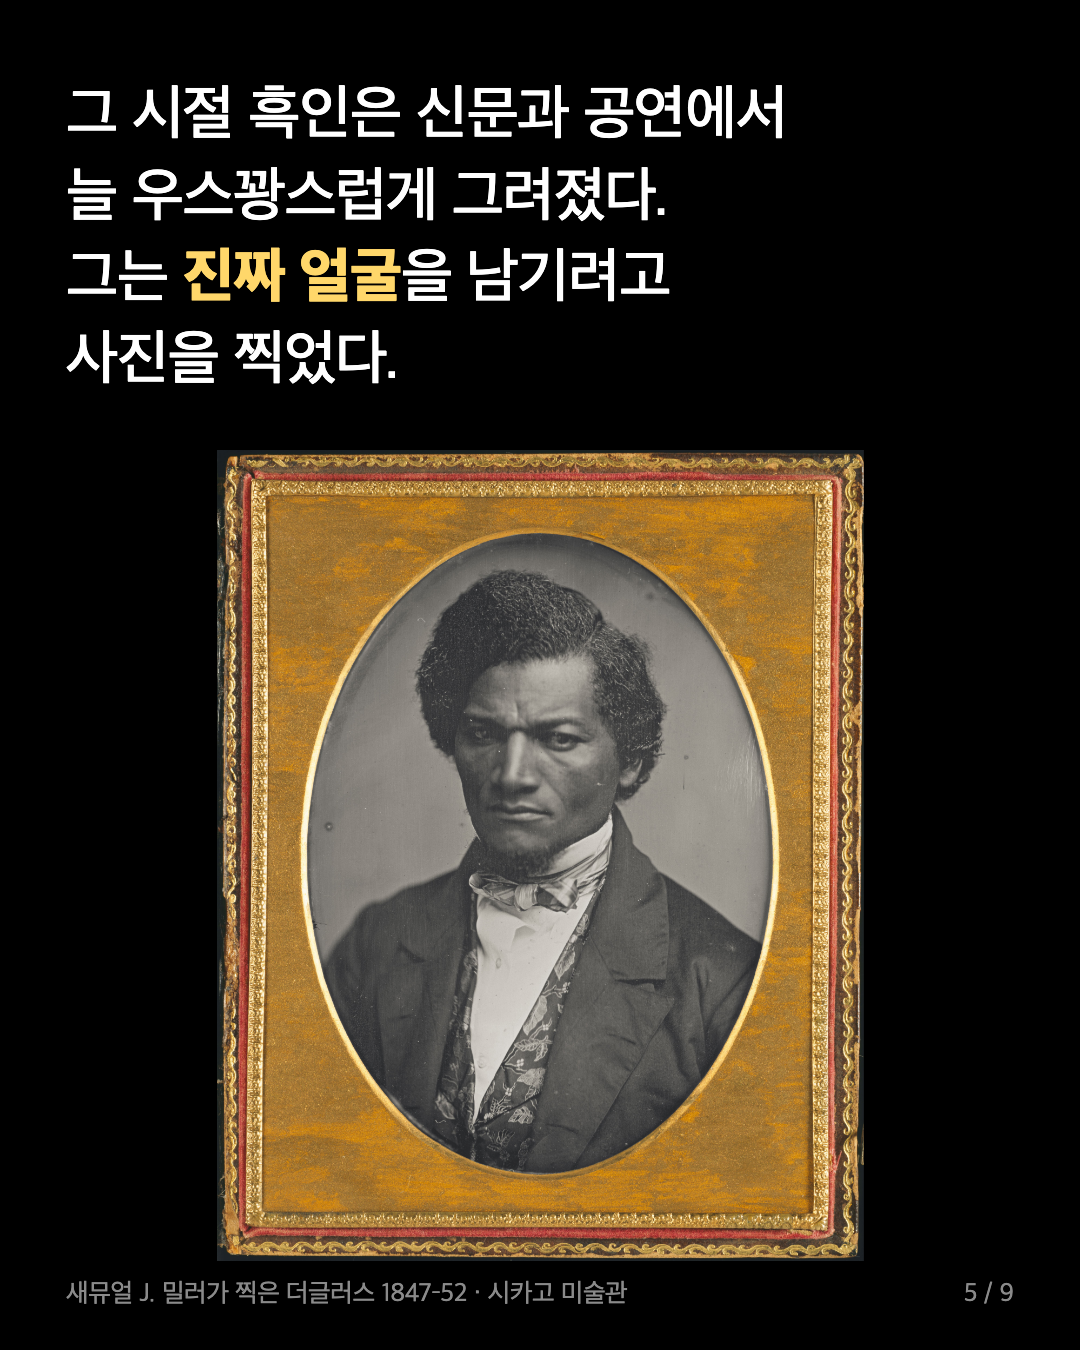 그 시절 흑인은 신문과 공연에서
늘 우스꽝스럽게 그려졌다.
그는 진짜 얼굴을 남기려고
사진을 찍었다.
새뮤얼 J. 밀러가 찍은 더글러스 1847-52 · 시카고 미술관
5 / 9